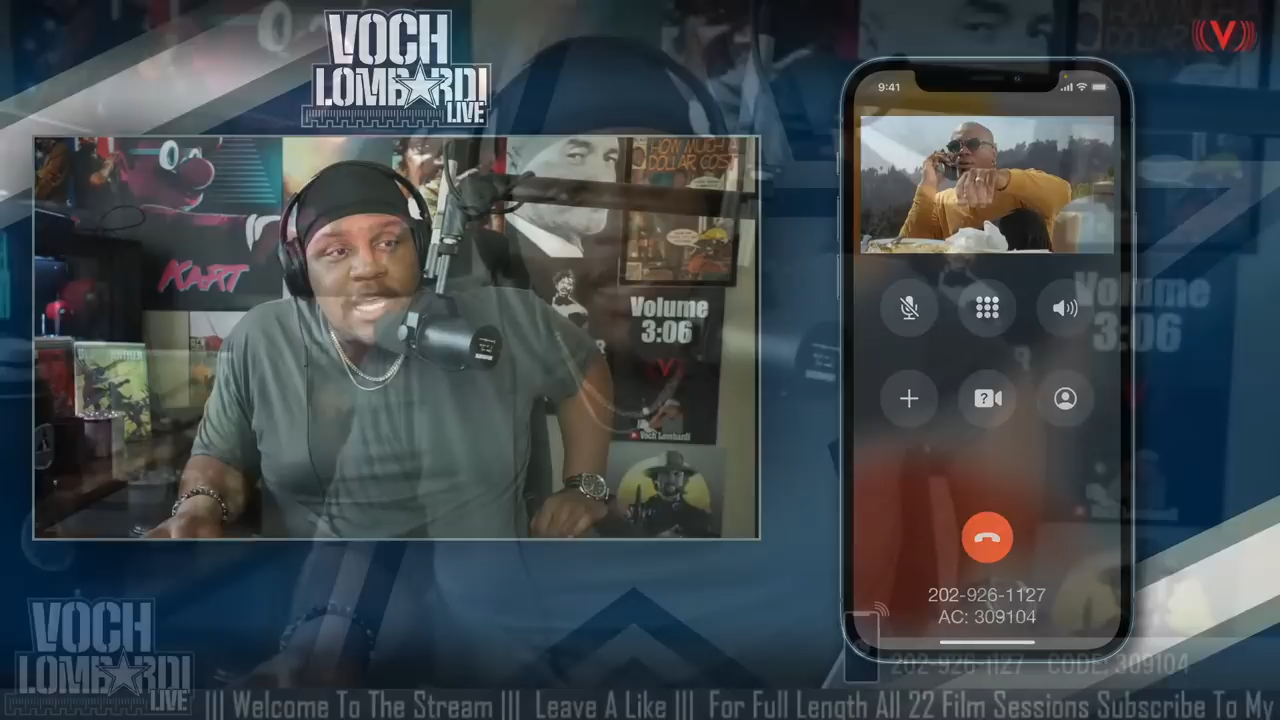 VOCH
LOMBARDI
LIVE
V
9:41
HOW MUCH A
DOLLAR COST
KART
Volume
3:06
Voch Lombardi
Volume
3:06
202-926-1127
AC: 309104
202-926-1127 CODE: 309104
VOCH
LOMBARDI
LIVE
||| Welcome To The Stream ||| Leave A Like ||| For Full Length All 22 Film Sessions Subscribe To My